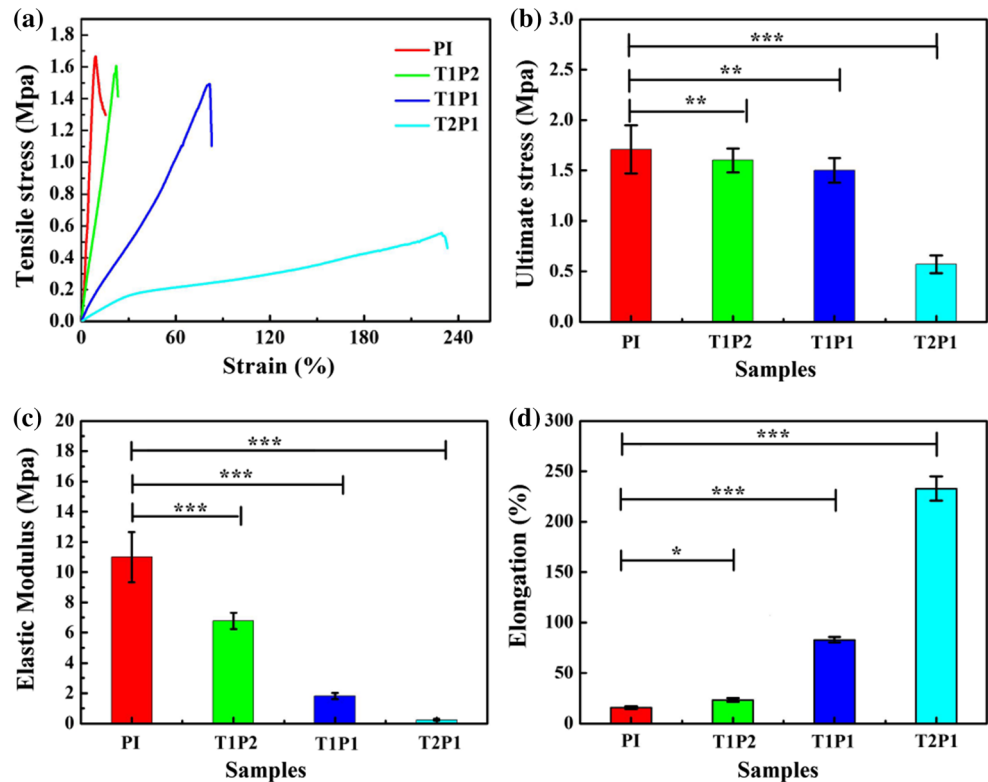 (a)
Tensile stress (Mpa)
1.8
1.6
1.4
1.2
1.0
0.8
0.6
0.4
0.2
0.0
0
60
120
180
240
Strain (%)
PI
T1P2
T1P1
T2P1
(b)
Ultimate stress (Mpa)
3.0
2.5
2.0
1.5
1.0
0.5
0.0
***
**
**
PI
T1P2
T1P1
T2P1
Samples
(c)
Elastic Modulus (Mpa)
20
18
16
14
12
10
8
6
4
2
0
***
***
***
PI
T1P2
T1P1
T2P1
Samples
(d)
Elongation (%)
300
250
200
150
100
50
0
***
***
*
PI
T1P2
T1P1
T2P1
Samples